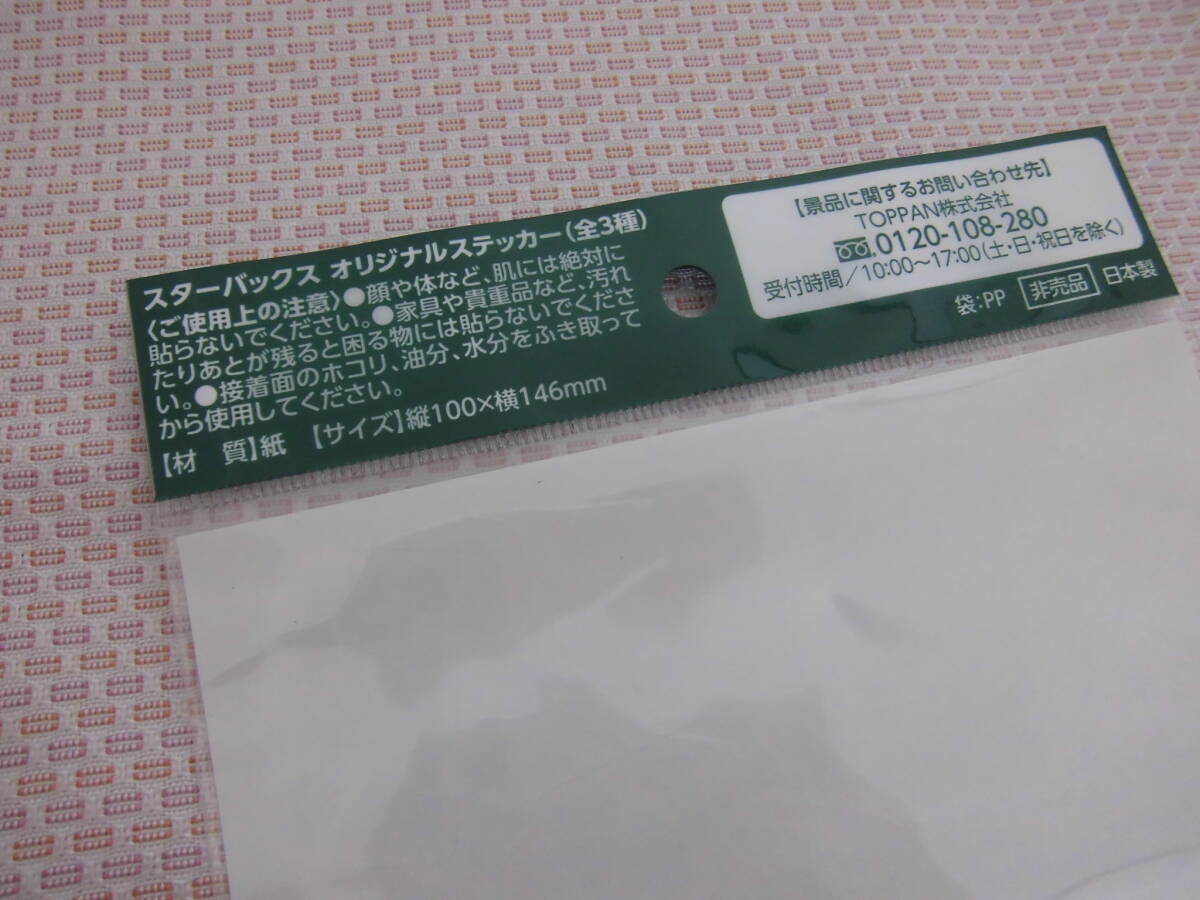 スターバックス オリジナルステッカー(全3種)
〈ご使用上の注意〉●顔や体など、肌には絶対に
貼らないでください。●家具や貴重品など、汚れ
たりあとが残ると困る物には貼らないでくださ
い。●接着面のホコリ、油分、水分をふき取って
から使用してください。
【材 質】紙 【サイズ】縦100×横146mm
【景品に関するお問い合わせ先】
TOPPAN株式会社
0120-108-280
受付時間/10:00〜17:00(土・日・祝日を除く)
袋:PP 非売品 日本製